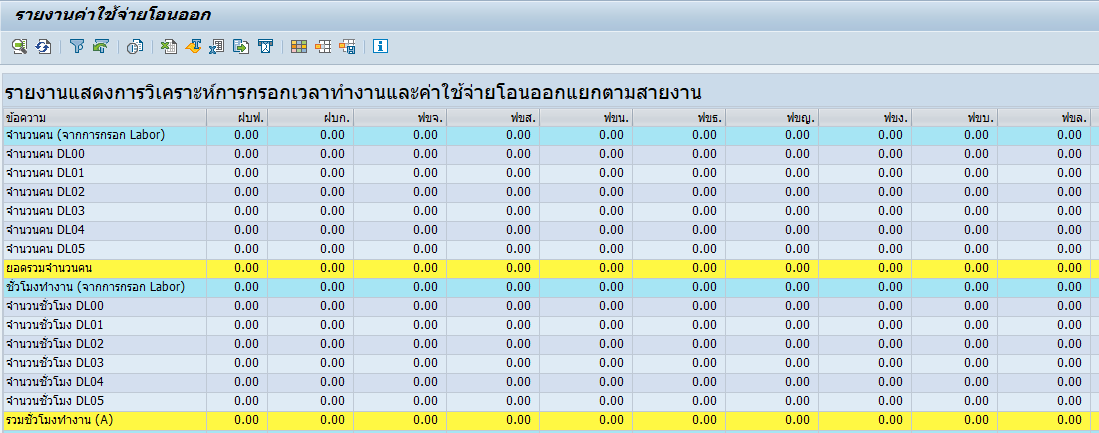 รายงานค่าใช้จ่ายโอนออก
รายงานแสดงการวิเคราะห์การกรอกเวลาทำงานและค่าใช้จ่ายโอนออกแยกตามสายงาน
ข้อความ ฝบฟ. ฝบก. ฟขจ. ฟขส. ฟขน. ฟขธ. ฟขญ. ฟขง. ฟขบ. ฟขล.
จำนวนคน (จากการกรอก Labor) 0.00 0.00 0.00 0.00 0.00 0.00 0.00 0.00 0.00 0.00
จำนวนคน DL00 0.00 0.00 0.00 0.00 0.00 0.00 0.00 0.00 0.00 0.00
จำนวนคน DL01 0.00 0.00 0.00 0.00 0.00 0.00 0.00 0.00 0.00 0.00
จำนวนคน DL02 0.00 0.00 0.00 0.00 0.00 0.00 0.00 0.00 0.00 0.00
จำนวนคน DL03 0.00 0.00 0.00 0.00 0.00 0.00 0.00 0.00 0.00 0.00
จำนวนคน DL04 0.00 0.00 0.00 0.00 0.00 0.00 0.00 0.00 0.00 0.00
จำนวนคน DL05 0.00 0.00 0.00 0.00 0.00 0.00 0.00 0.00 0.00 0.00
ยอดรวมจำนวนคน 0.00 0.00 0.00 0.00 0.00 0.00 0.00 0.00 0.00 0.00
ชั่วโมงทำงาน (จากการกรอก Labor) 0.00 0.00 0.00 0.00 0.00 0.00 0.00 0.00 0.00 0.00
จำนวนชั่วโมง DL00 0.00 0.00 0.00 0.00 0.00 0.00 0.00 0.00 0.00 0.00
จำนวนชั่วโมง DL01 0.00 0.00 0.00 0.00 0.00 0.00 0.00 0.00 0.00 0.00
จำนวนชั่วโมง DL02 0.00 0.00 0.00 0.00 0.00 0.00 0.00 0.00 0.00 0.00
จำนวนชั่วโมง DL03 0.00 0.00 0.00 0.00 0.00 0.00 0.00 0.00 0.00 0.00
จำนวนชั่วโมง DL04 0.00 0.00 0.00 0.00 0.00 0.00 0.00 0.00 0.00 0.00
จำนวนชั่วโมง DL05 0.00 0.00 0.00 0.00 0.00 0.00 0.00 0.00 0.00 0.00
รวมชั่วโมงทำงาน (A) 0.00 0.00 0.00 0.00 0.00 0.00 0.00 0.00 0.00 0.00